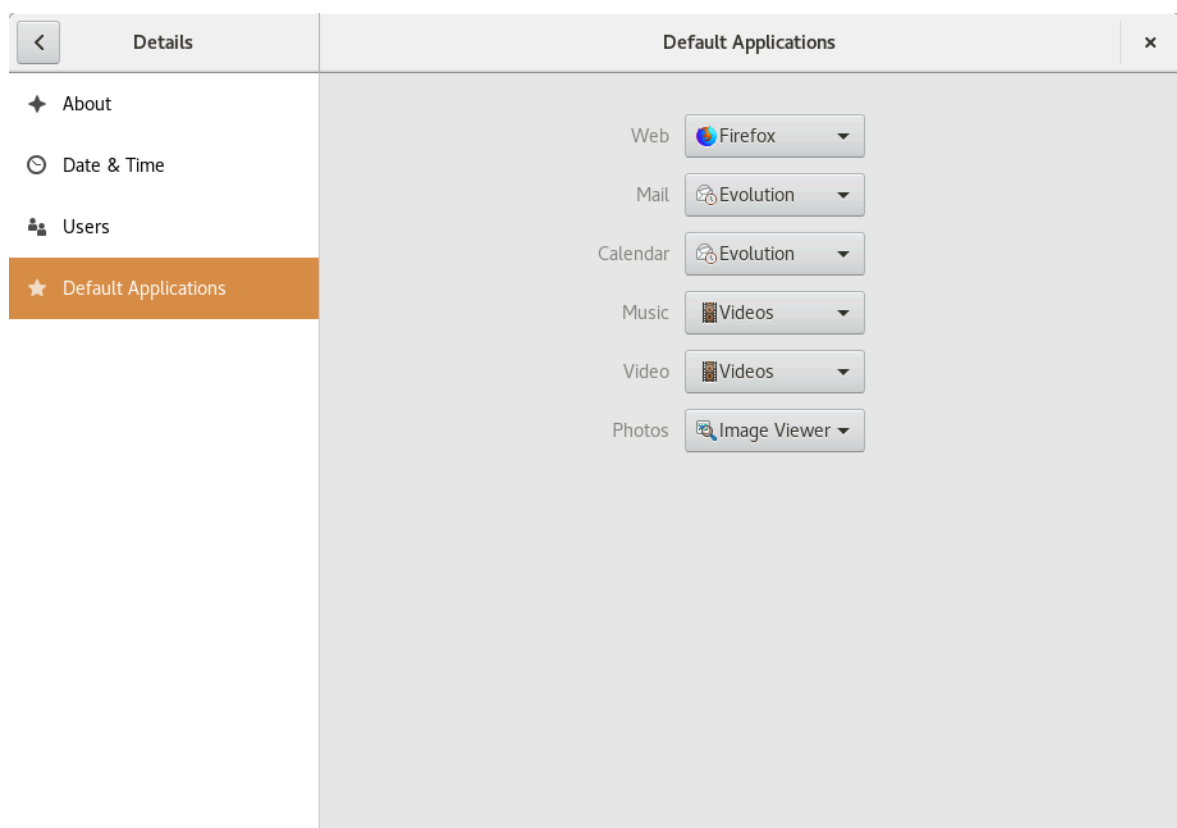 Details
Default Applications
About
Date & Time
Users
Default Applications
Web Firefox
Mail Evolution
Calendar Evolution
Music Videos
Video Videos
Photos Image Viewer